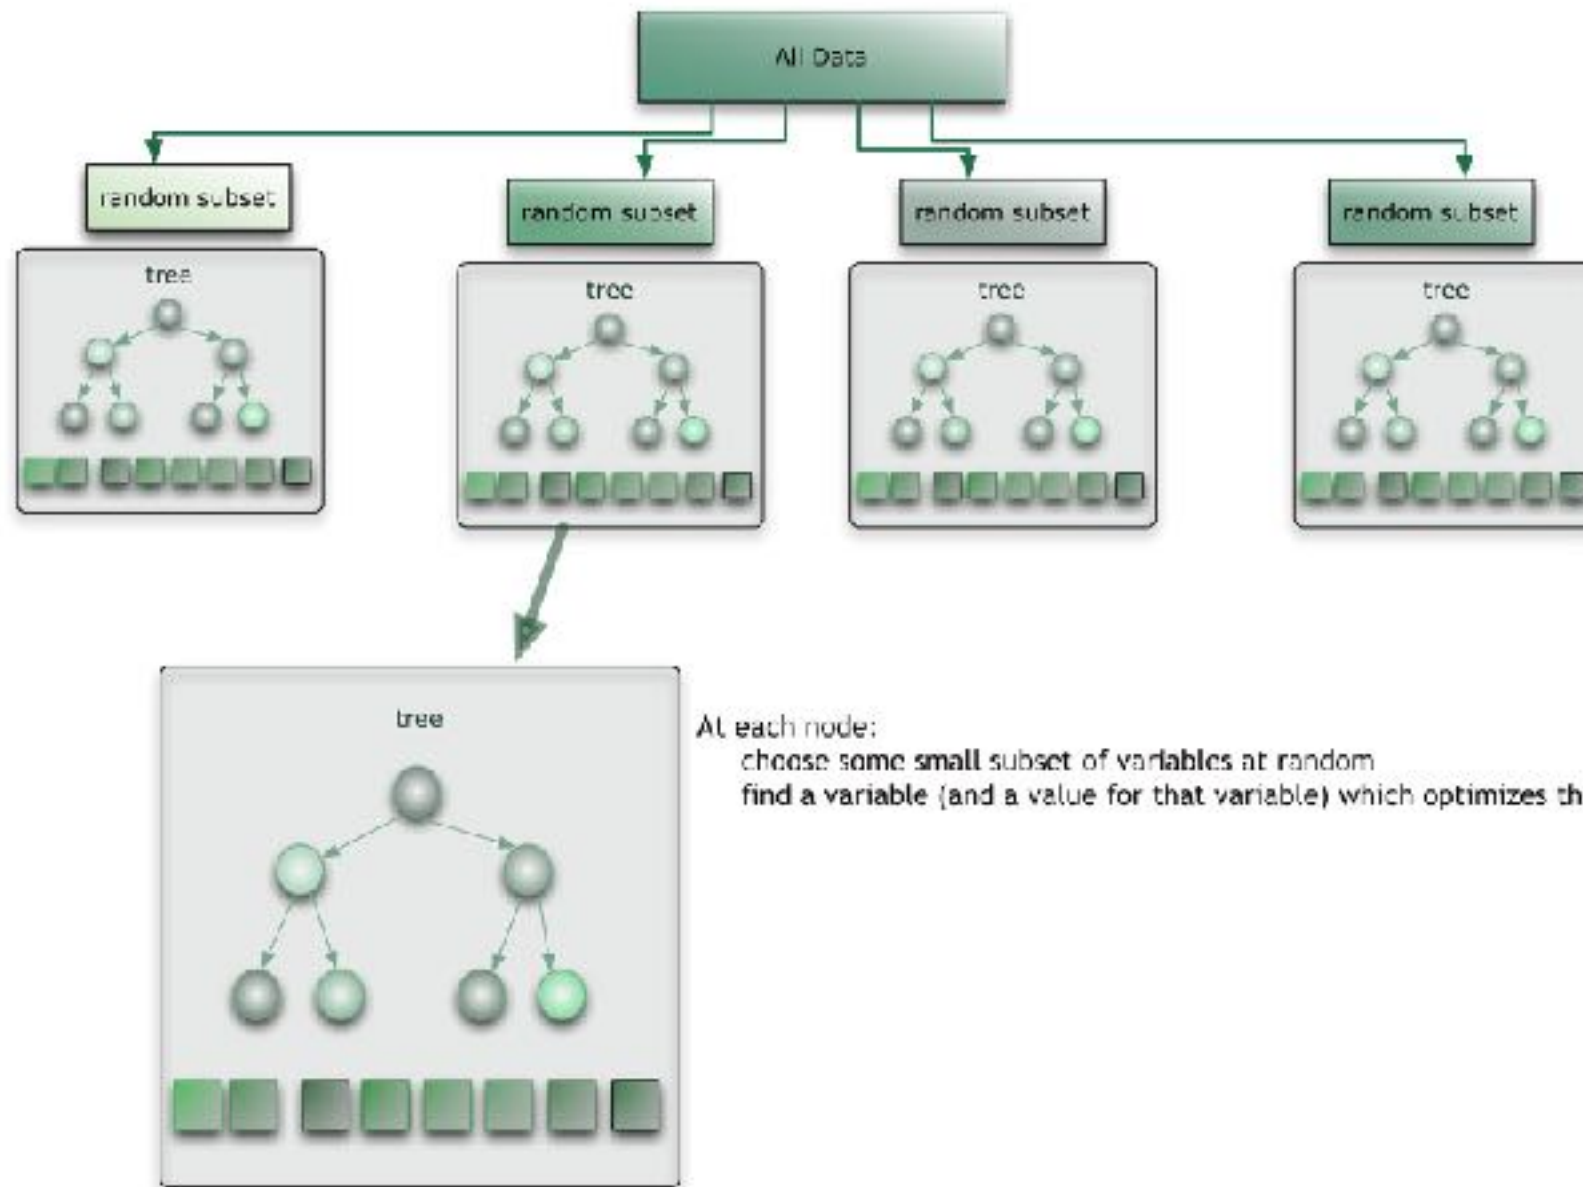 All Data
random subset
random subset
random subset
random subset
tree
tree
tree
tree
tree
At each node:
choose some small subset of variables at random
find a variable (and a value for that variable) which optimizes th